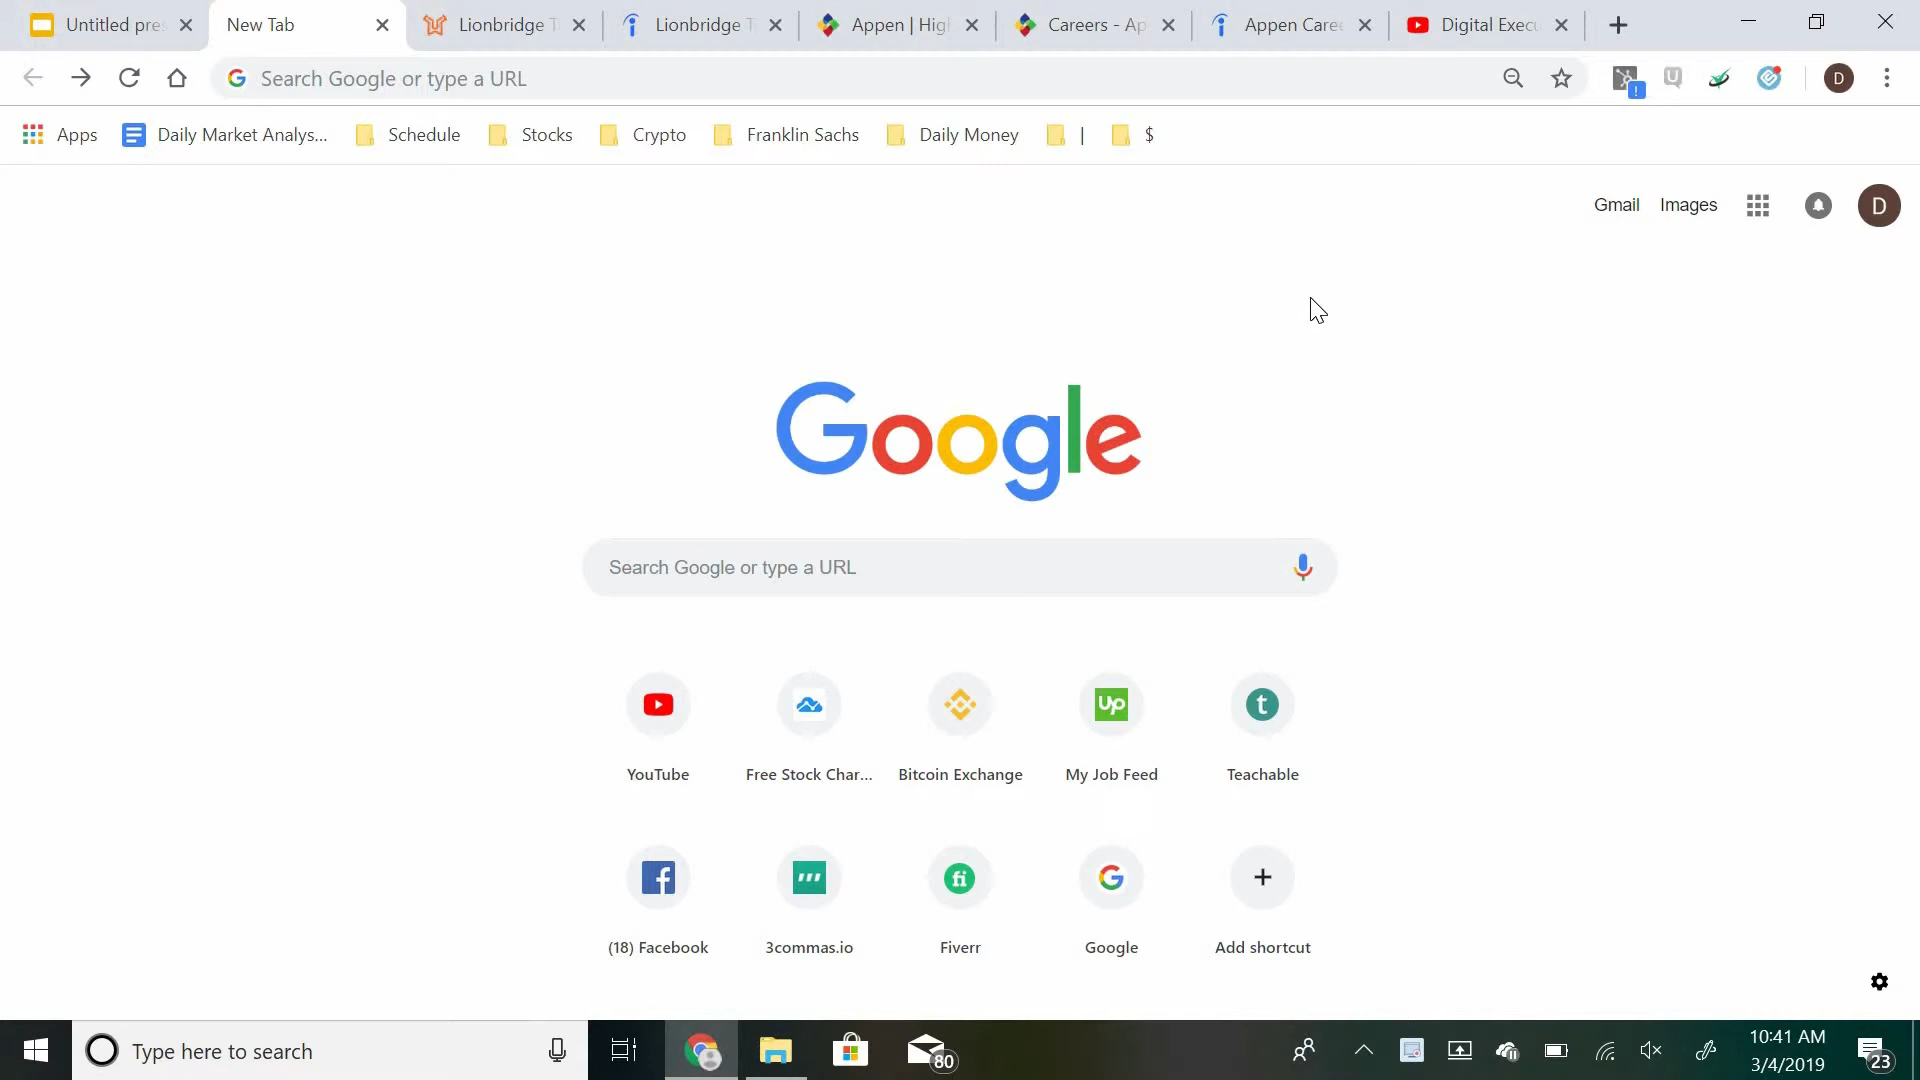 Untitled pre
New Tab
Lionbridge T
Lionbridge T
Appen | Hig
Careers - Ap
Appen Care
Digital Exec
Search Google or type a URL
D
Apps
Daily Market Analys...
Schedule
Stocks
Crypto
Franklin Sachs
Daily Money
|
$
Gmail
Images
D
Google
Search Google or type a URL
YouTube
Free Stock Char...
Bitcoin Exchange
up
My Job Feed
t
Teachable
(18) Facebook
3commas.io
fi
Fiverr
Google
Add shortcut
Type here to search
80
10:41 AM
3/4/2019
23